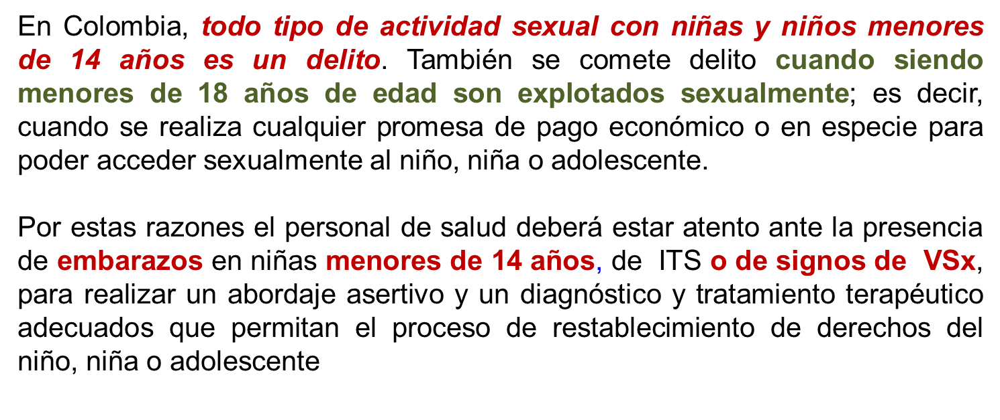 En Colombia, todo tipo de actividad sexual con niñas y niños menores
de 14 años es un delito. También se comete delito cuando siendo
menores de 18 años de edad son explotados sexualmente; es decir,
cuando se realiza cualquier promesa de pago económico o en especie para
poder acceder sexualmente al niño, niña o adolescente.
Por estas razones el personal de salud deberá estar atento ante la presencia
de embarazos en niñas menores de 14 años, de ITS o de signos de VSx,
para realizar un abordaje asertivo y un diagnóstico y tratamiento terapéutico
adecuados que permitan el proceso de restablecimiento de derechos del
niño, niña o adolescente